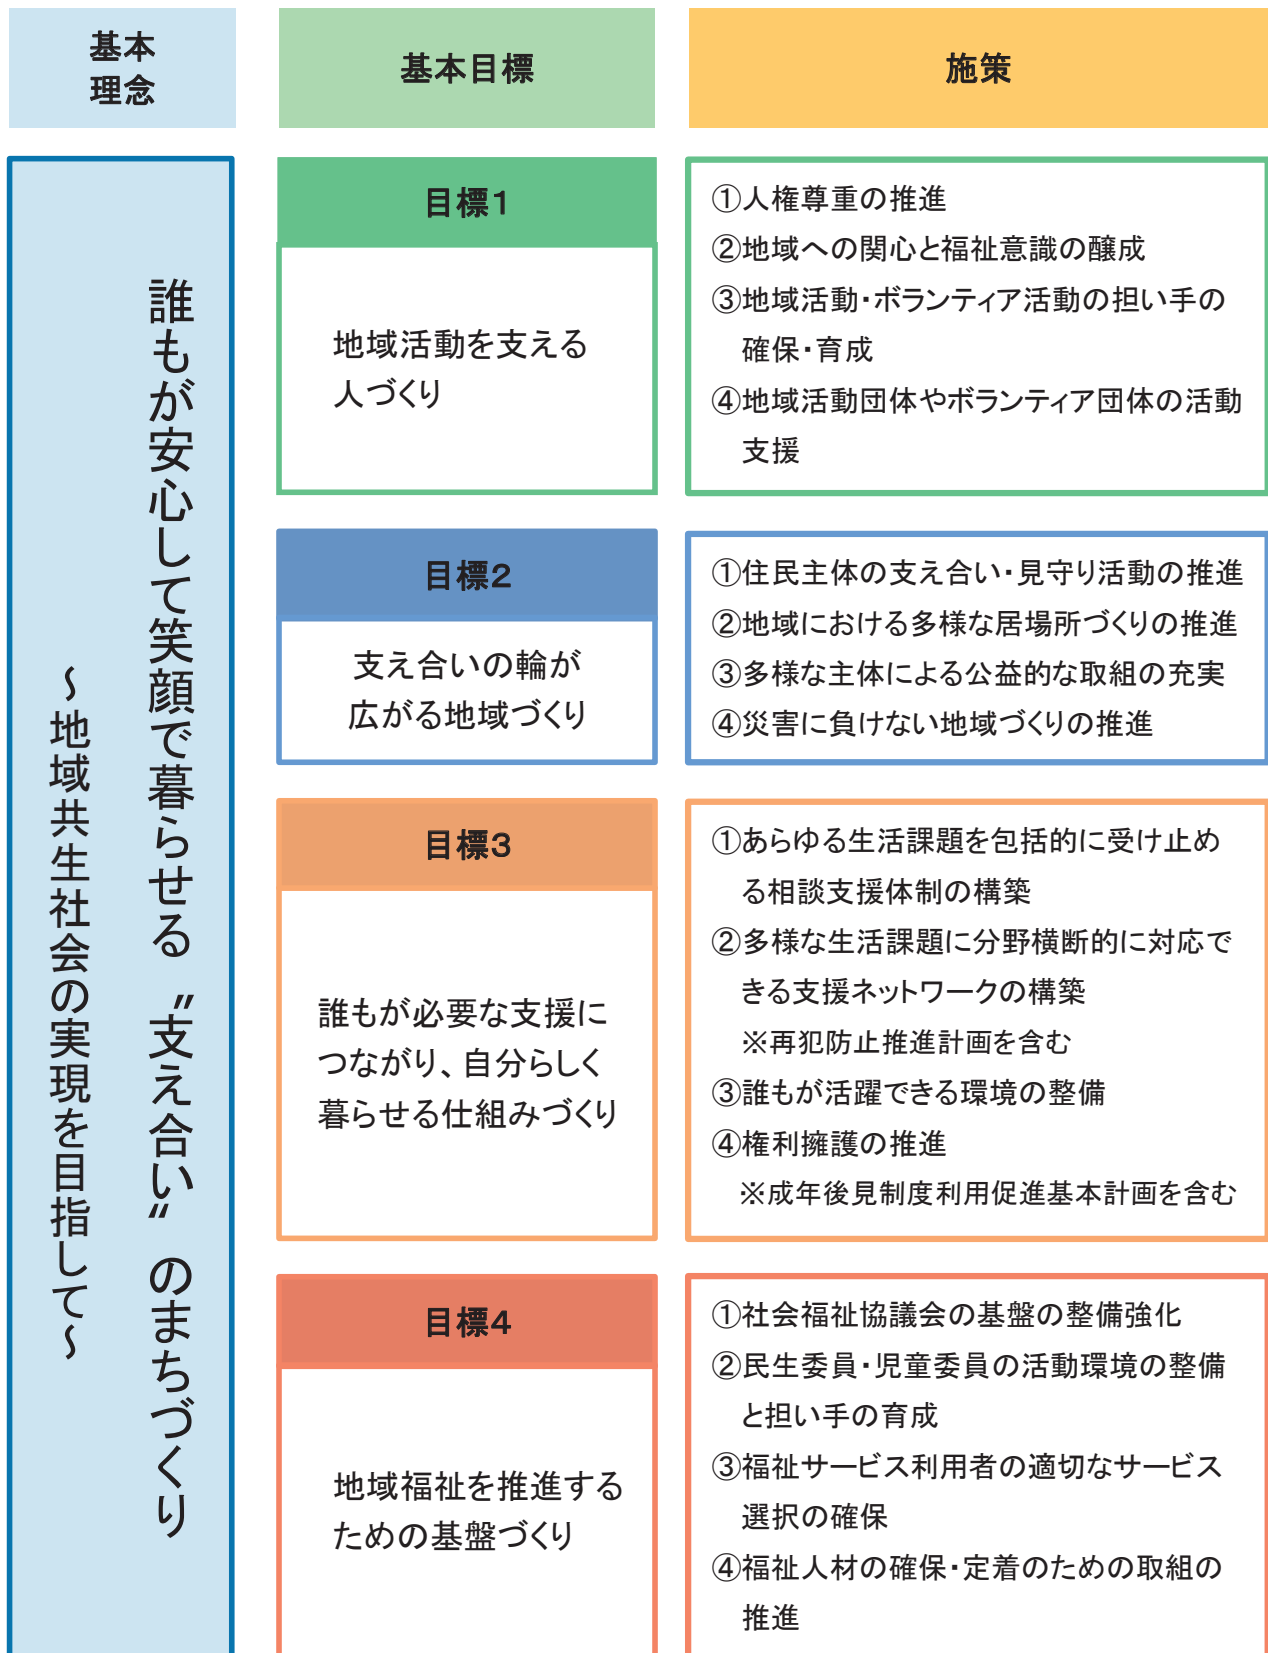 基本
理念
基本目標
施策
誰もが安心して笑顔で暮らせる〝支え合い〟のまちづくり
～地域共生社会の実現を目指して～
目標1
地域活動を支える
人づくり
①人権尊重の推進
②地域への関心と福祉意識の醸成
③地域活動・ボランティア活動の担い手の
確保・育成
④地域活動団体やボランティア団体の活動
支援
目標2
支え合いの輪が
広がる地域づくり
①住民主体の支え合い・見守り活動の推進
②地域における多様な居場所づくりの推進
③多様な主体による公益的な取組の充実
④災害に負けない地域づくりの推進
目標3
誰もが必要な支援に
つながり、自分らしく
暮らせる仕組みづくり
①あらゆる生活課題を包括的に受け止め
る相談支援体制の構築
②多様な生活課題に分野横断的に対応で
きる支援ネットワークの構築
※再犯防止推進計画を含む
③誰もが活躍できる環境の整備
④権利擁護の推進
※成年後見制度利用促進基本計画を含む
目標4
地域福祉を推進する
ための基盤づくり
①社会福祉協議会の基盤の整備強化
②民生委員・児童委員の活動環境の整備
と担い手の育成
③福祉サービス利用者の適切なサービス
選択の確保
④福祉人材の確保・定着のための取組の
推進